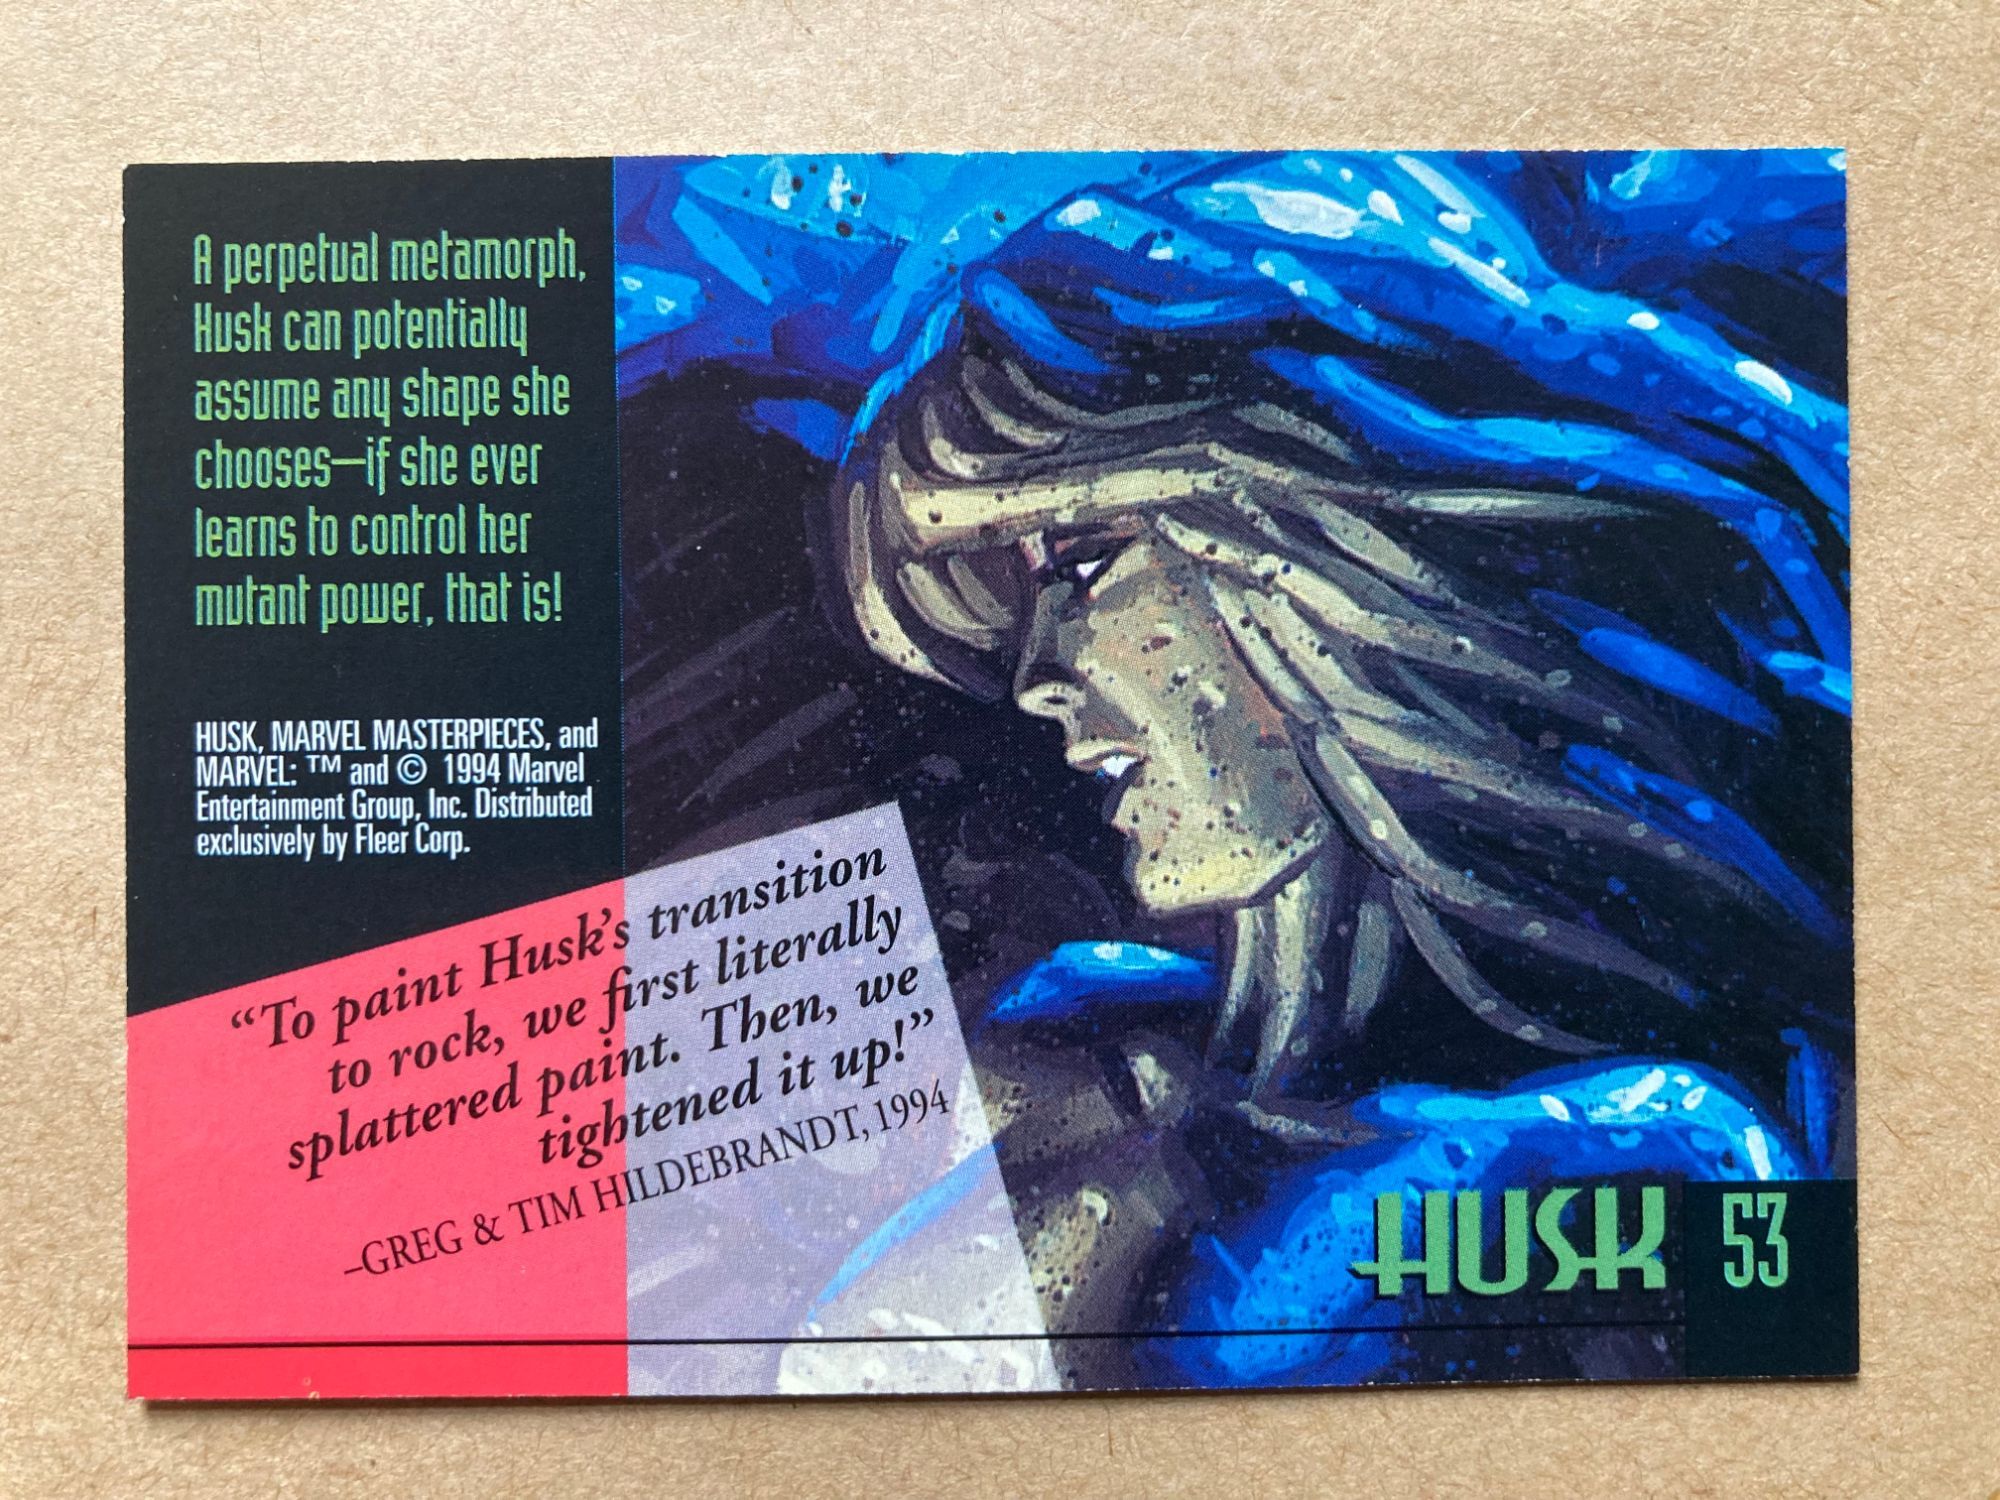 A perpetual metamorph,
Husk can potentially
assume any shape she
chooses—if she ever
learns to control her
mutant power, that is!
HUSK, MARVEL MASTERPIECES, and
MARVEL: ™ and © 1994 Marvel
Entertainment Group, Inc. Distributed
exclusively by Fleer Corp.
“To paint Husk’s transition
to rock, we first literally
splattered paint. Then, we
tightened it up!”
–GREG & TIM HILDEBRANDT, 1994
HUSK 53